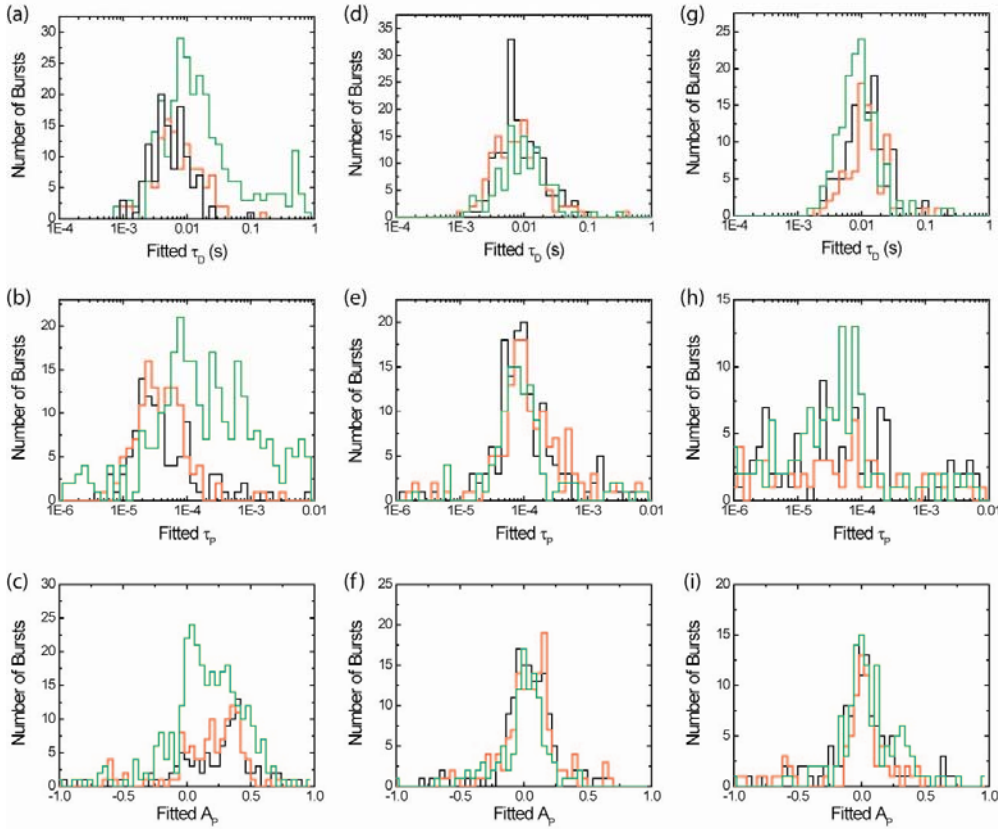 (a)
Number of Bursts
30
25
20
15
10
5
0
1E-4 1E-3 0.01 0.1 1
Fitted τD (s)
(d)
Number of Bursts
35
30
25
20
15
10
5
0
1E-4 1E-3 0.01 0.1 1
Fitted τD (s)
(g)
Number of Bursts
25
20
15
10
5
0
1E-4 1E-3 0.01 0.1 1
Fitted τD (s)
(b)
Number of Bursts
20
15
10
5
0
1E-6 1E-5 1E-4 1E-3 0.01
Fitted τP
(e)
Number of Bursts
20
15
10
5
0
1E-6 1E-5 1E-4 1E-3 0.01
Fitted τP
(h)
Number of Bursts
15
10
5
0
1E-6 1E-5 1E-4 1E-3 0.01
Fitted τP
(c)
Number of Bursts
30
25
20
15
10
5
0
-1.0 -0.5 0.0 0.5 1.0
Fitted AP
(f)
Number of Bursts
25
20
15
10
5
0
-1.0 -0.5 0.0 0.5 1.0
Fitted AP
(i)
Number of Bursts
20
15
10
5
0
-1.0 -0.5 0.0 0.5 1.0
Fitted AP